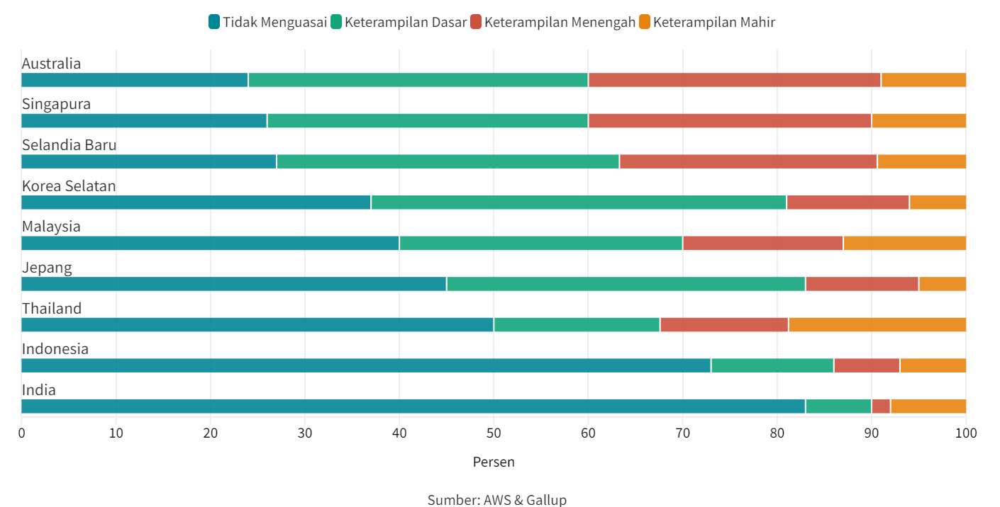 Tidak Menguasai Keterampilan Dasar Keterampilan Menengah Keterampilan Mahir
Australia
Singapura
Selandia Baru
Korea Selatan
Malaysia
Jepang
Thailand
Indonesia
India
0 10 20 30 40 50 60 70 80 90 100
Persen
Sumber: AWS & Gallup